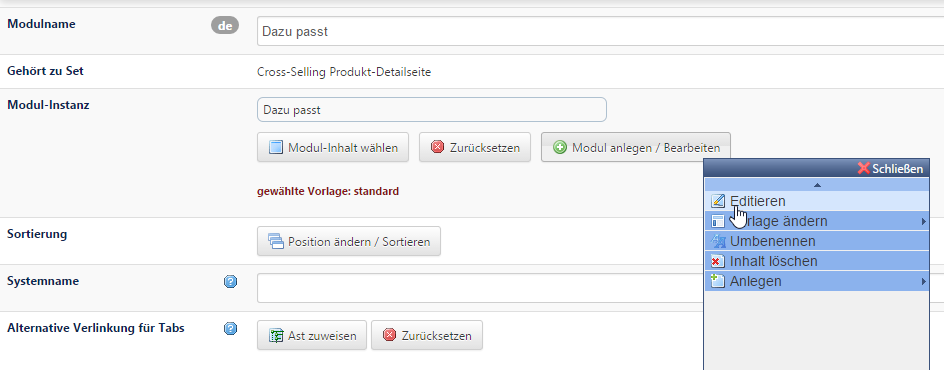 Modulname
de
Dazu passt
Gehört zu Set
Cross-Selling Produkt-Detailseite
Modul-Instanz
Dazu passt
Modul-Inhalt wählen
Zurücksetzen
Modul anlegen / Bearbeiten
gewählte Vorlage: standard
Schließen
Editieren
rlage ändern
Umbenennen
Inhalt löschen
Anlegen
Sortierung
Position ändern / Sortieren
Systemname
?
Alternative Verlinkung für Tabs
?
Ast zuweisen
Zurücksetzen